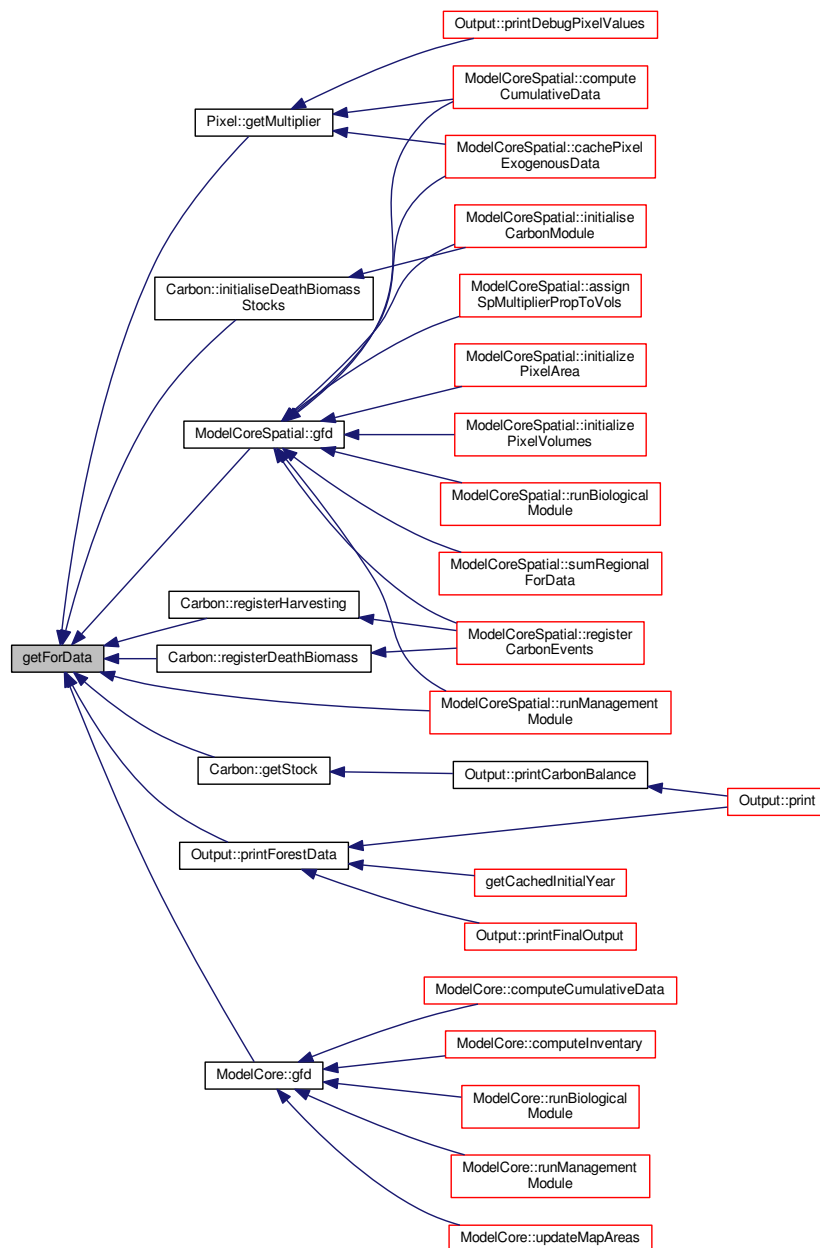 Output::printDebugPixelValues
ModelCoreSpatial::compute
CumulativeData
Pixel::getMultiplier
ModelCoreSpatial::cachePixel
ExogenousData
ModelCoreSpatial::initialise
CarbonModule
Carbon::initialiseDeathBiomass
Stocks
ModelCoreSpatial::assign
SpMultiplierPropToVols
ModelCoreSpatial::initialize
PixelArea
ModelCoreSpatial::gfd
ModelCoreSpatial::initialize
PixelVolumes
ModelCoreSpatial::runBiological
Module
ModelCoreSpatial::sumRegional
ForData
Carbon::registerHarvesting
ModelCoreSpatial::register
CarbonEvents
getForData
Carbon::registerDeathBiomass
ModelCoreSpatial::runManagement
Module
Carbon::getStock
Output::printCarbonBalance
Output::print
Output::printForestData
getCachedInitialYear
Output::printFinalOutput
ModelCore::computeCumulativeData
ModelCore::computeInventary
ModelCore::gfd
ModelCore::runBiological
Module
ModelCore::runManagement
Module
ModelCore::updateMapAreas